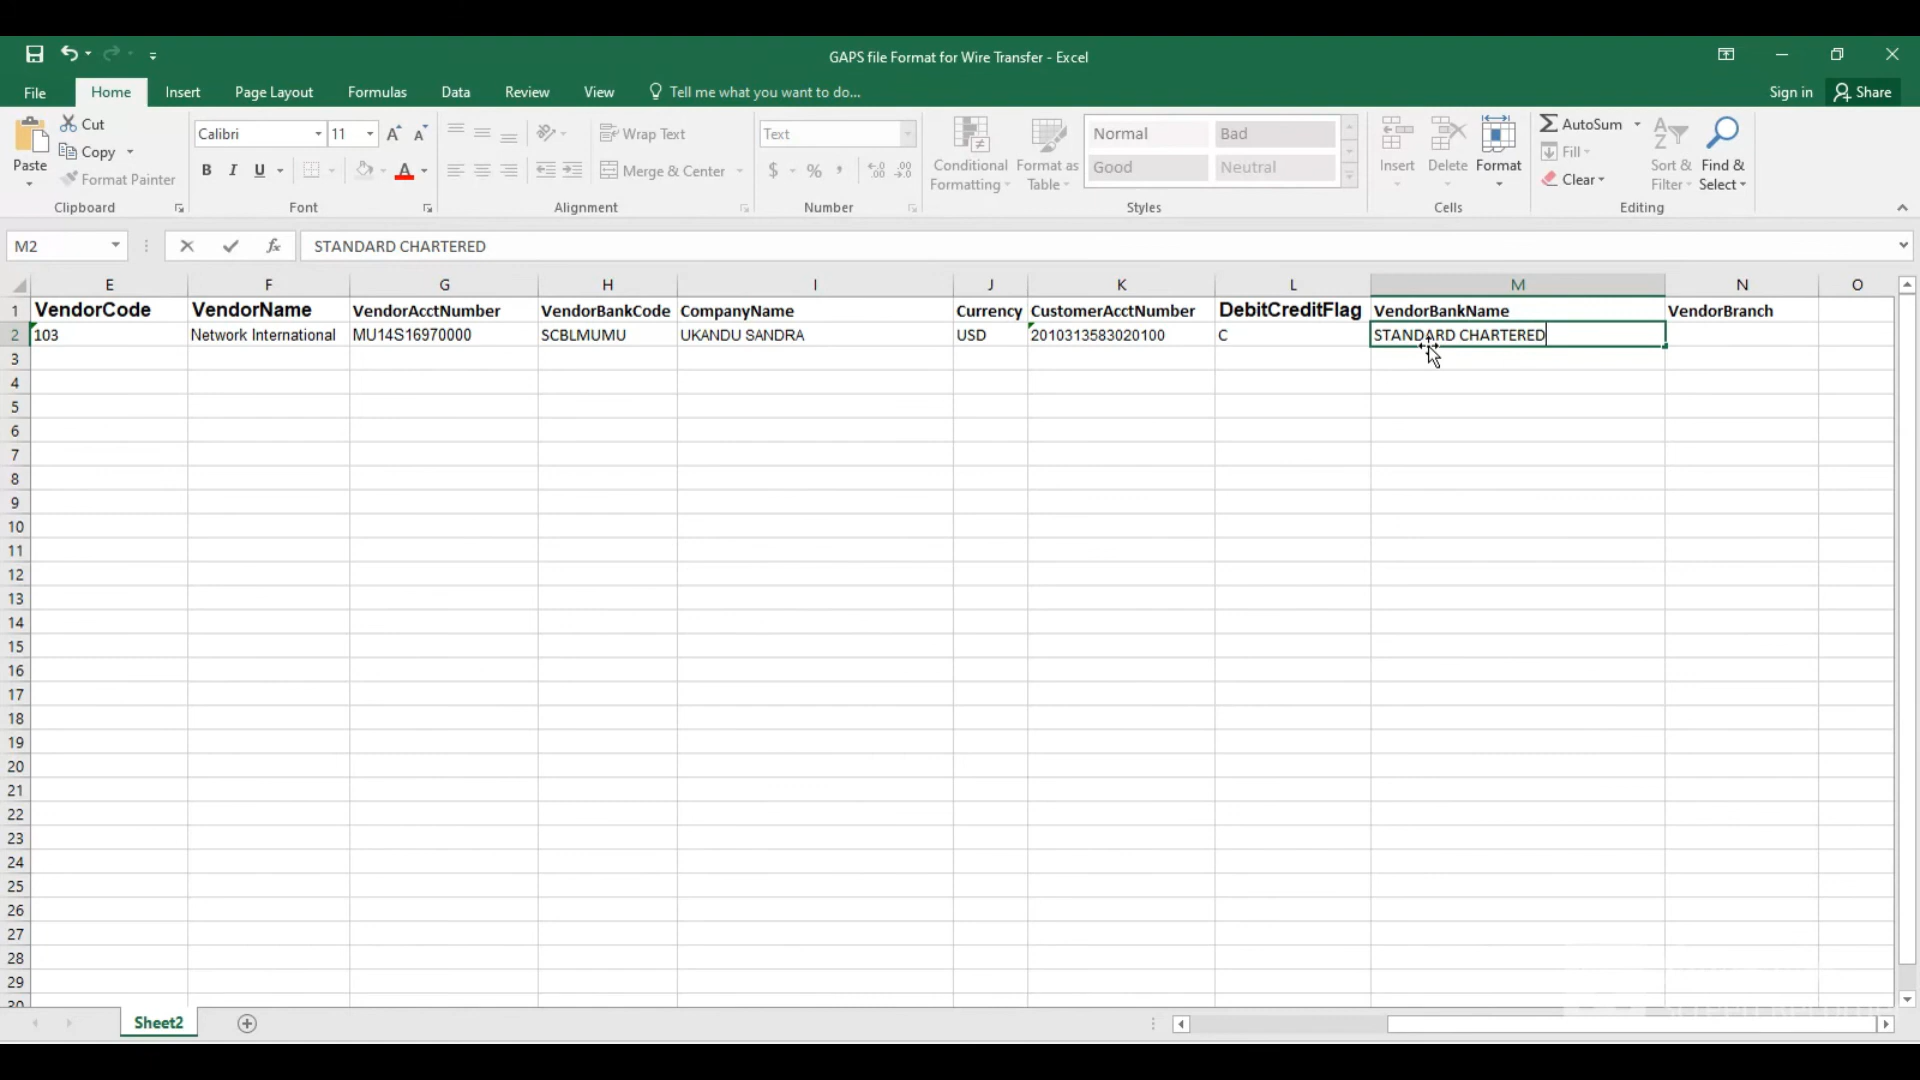 GAPS file Format for Wire Transfer - Excel
File Home Insert Page Layout Formulas Data Review View Tell me what you want to do... Sign in Share
Paste
Cut
Copy
Format Painter
Clipboard
Calibri 11
B I U
Font
Wrap Text
Merge & Center
Alignment
Text
$ % ,
Number
Conditional Formatting
Format as Table
Normal Bad
Good Neutral
Styles
Insert Delete Format
Cells
AutoSum
Fill
Clear
Sort & Filter
Find & Select
Editing
M2 fx STANDARD CHARTERED
E F G H I J K L M N O
1 VendorCode VendorName VendorAcctNumber VendorBankCode CompanyName Currency CustomerAcctNumber DebitCreditFlag VendorBankName VendorBranch
2 103 Network International MU14S16970000 SCBLMUMU UKANDU SANDRA USD 2010313583020100 C STANDARD CHARTERED
3
4
5
6
7
8
9
10
11
12
13
14
15
16
17
18
19
20
21
22
23
24
25
26
27
28
29
30
Sheet2